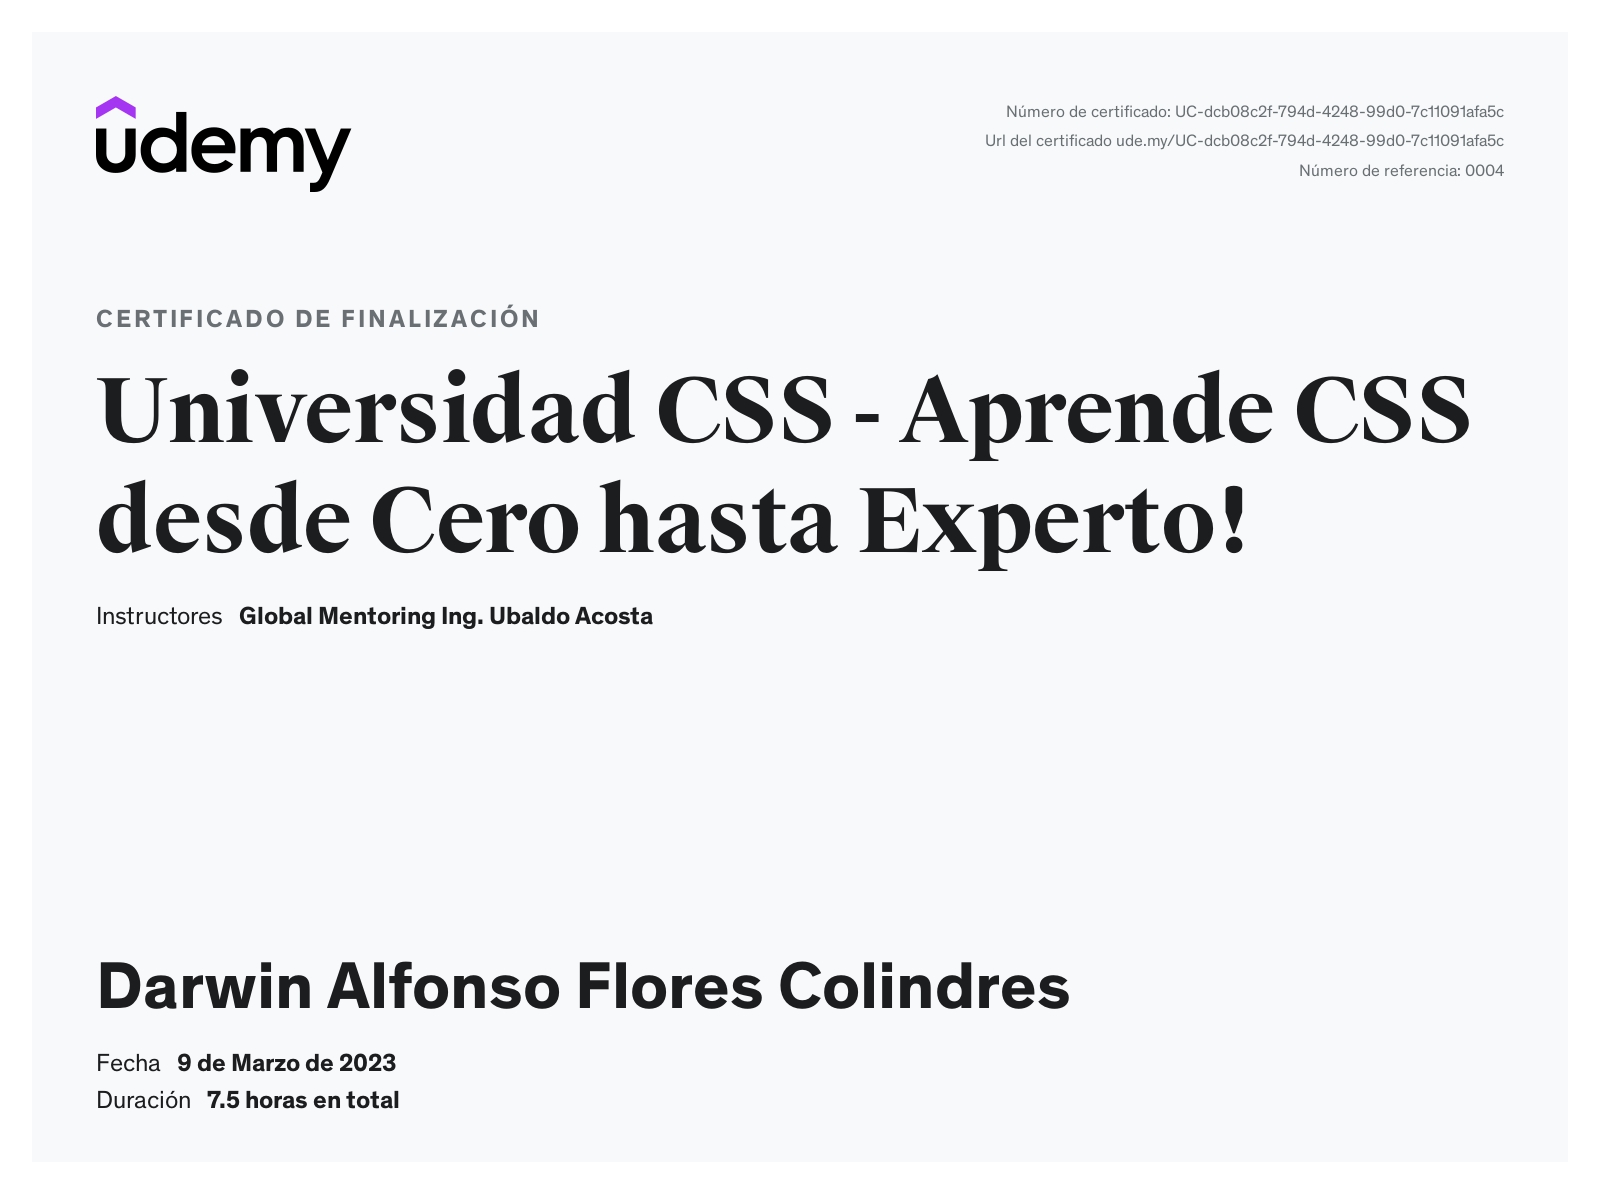 udemy
Número de certificado: UC-dcb08c2f-794d-4248-99d0-7c11091afa5c
Url del certificado ude.my/UC-dcb08c2f-794d-4248-99d0-7c11091afa5c
Número de referencia: 0004
CERTIFICADO DE FINALIZACIÓN
Universidad CSS - Aprende CSS
desde Cero hasta Experto!
Instructores Global Mentoring Ing. Ubaldo Acosta
Darwin Alfonso Flores Colindres
Fecha 9 de Marzo de 2023
Duración 7.5 horas en total